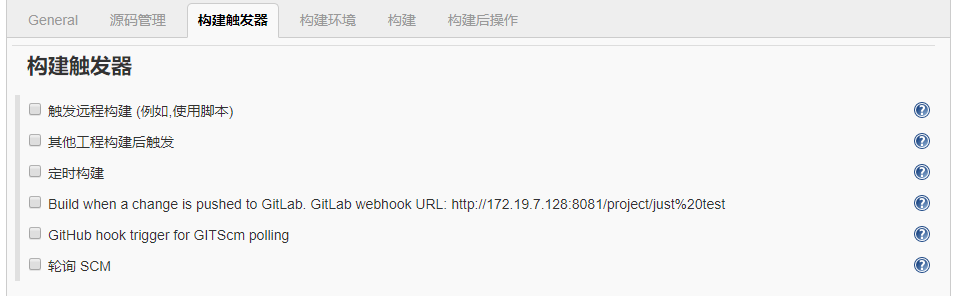 General 源码管理 构建触发器 构建环境 构建 构建后操作
构建触发器
触发远程构建 (例如,使用脚本)
其他工程构建后触发
定时构建
Build when a change is pushed to GitLab. GitLab webhook URL: http://172.19.7.128:8081/project/just%20test
GitHub hook trigger for GITScm polling
轮询 SCM